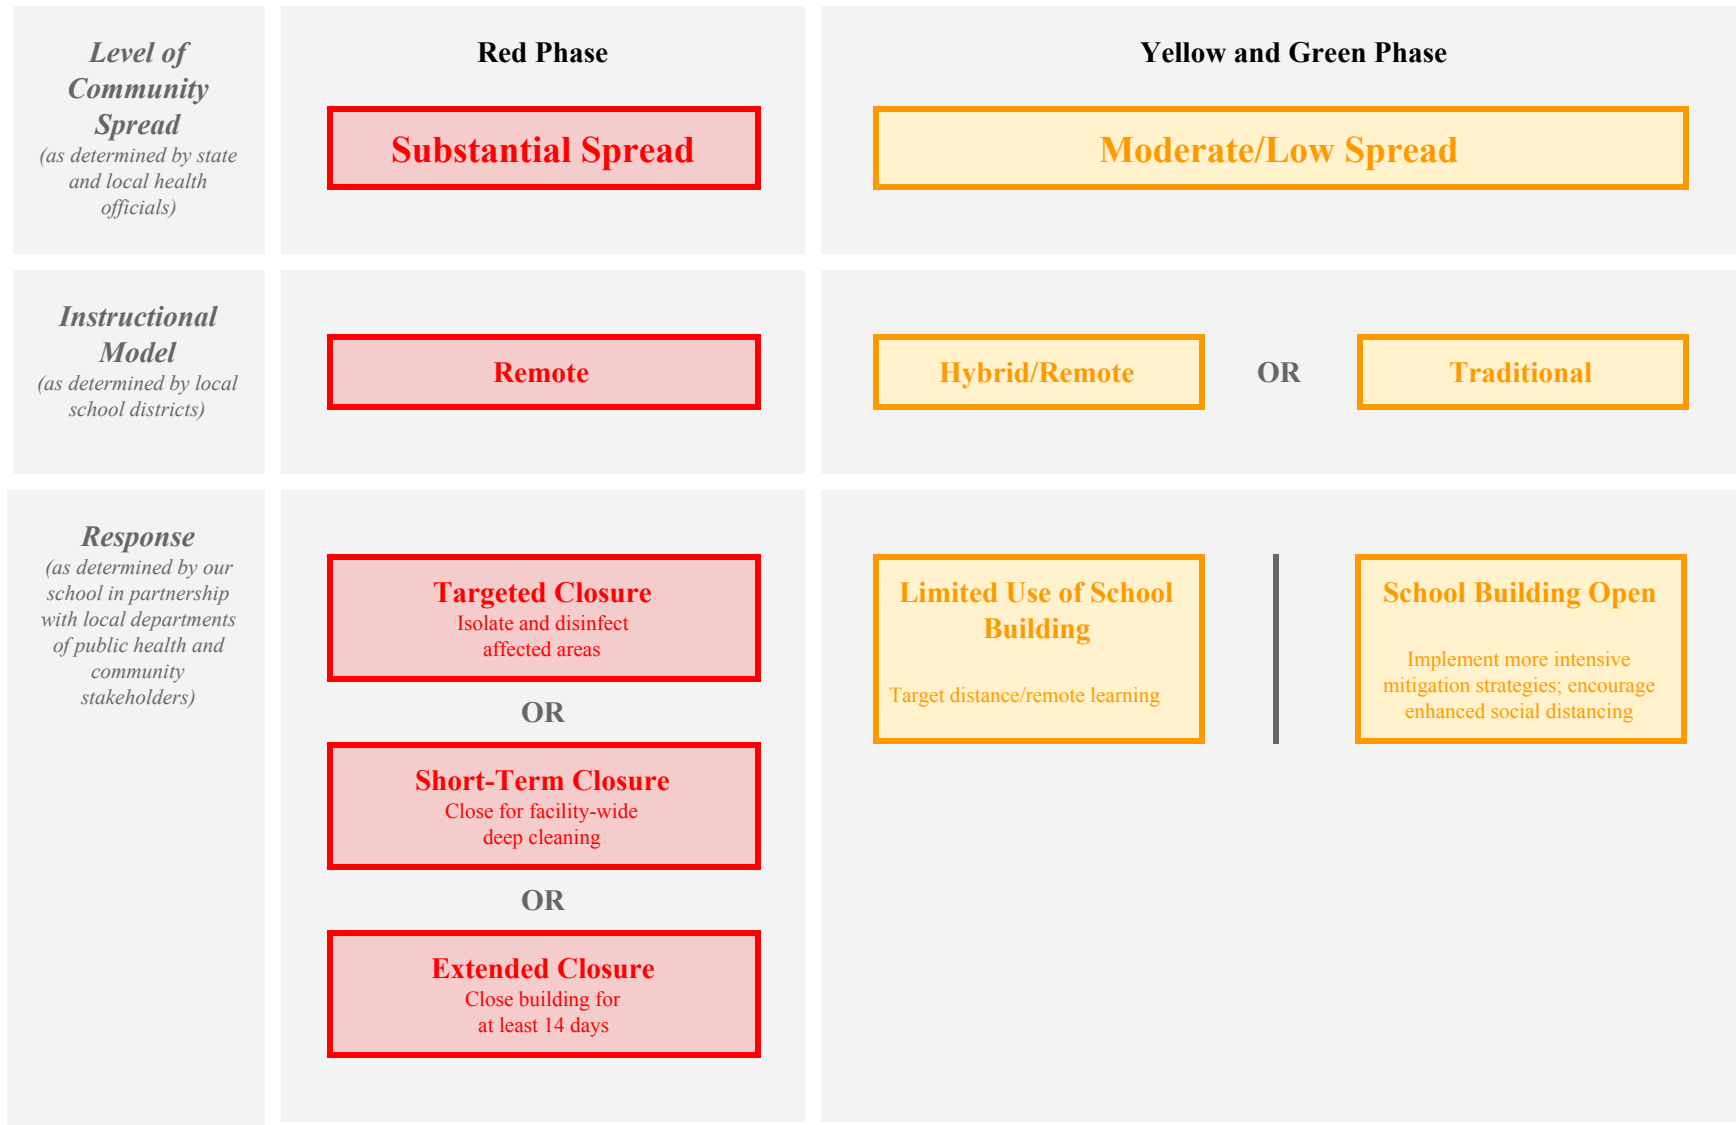 Level of
Community
Spread
(as determined by state
and local health
officials)
Red Phase
Substantial Spread
Yellow and Green Phase
Moderate/Low Spread
Instructional
Model
(as determined by local
school districts)
Remote
Hybrid/Remote
OR
Traditional
Response
(as determined by our
school in partnership
with local departments
of public health and
community
stakeholders)
Targeted Closure
Isolate and disinfect
affected areas
OR
Short-Term Closure
Close for facility-wide
deep cleaning
OR
Extended Closure
Close building for
at least 14 days
Limited Use of School
Building
Target distance/remote learning
School Building Open
Implement more intensive
mitigation strategies; encourage
enhanced social distancing